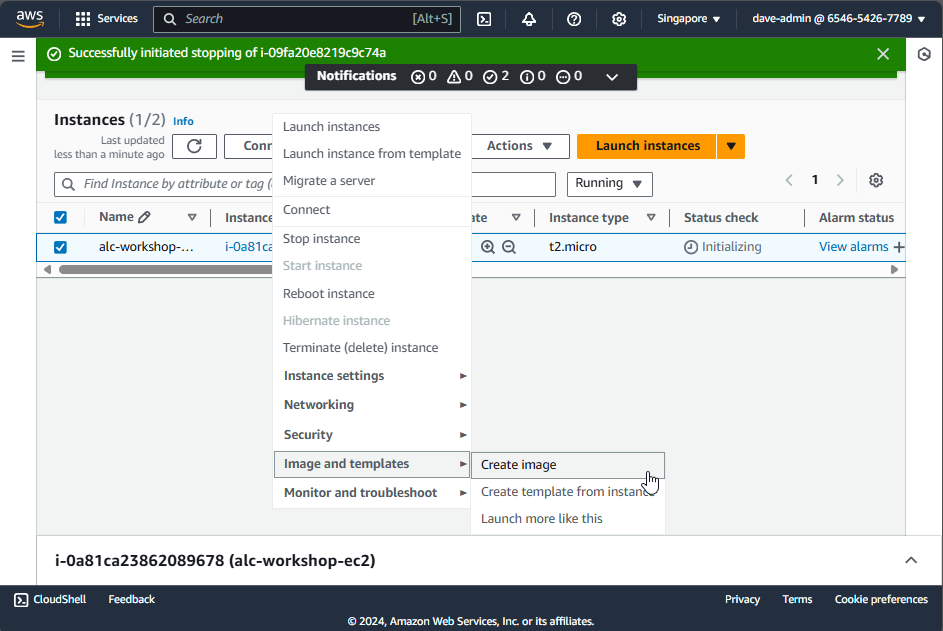 aws Services Search [Alt+S] Singapore dave-admin @ 6546-5426-7789
Successfully initiated stopping of i-09fa20e8219c9c74a
Notifications 0 0 2 0 0
Instances (1/2) Info
Last updated
less than a minute ago
Conn
Actions
Launch instances
Find Instance by attribute or tag (
Running
1
Name
Instance
ate
Instance type
Status check
Alarm status
alc-workshop-...
i-0a81ca
t2.micro
Initializing
View alarms
Launch instances
Launch instance from template
Migrate a server
Connect
Stop instance
Start instance
Reboot instance
Hibernate instance
Terminate (delete) instance
Instance settings
Networking
Security
Image and templates
Monitor and troubleshoot
Create image
Create template from instance
Launch more like this
i-0a81ca23862089678 (alc-workshop-ec2)
CloudShell Feedback Privacy Terms Cookie preferences
© 2024, Amazon Web Services, Inc. or its affiliates.